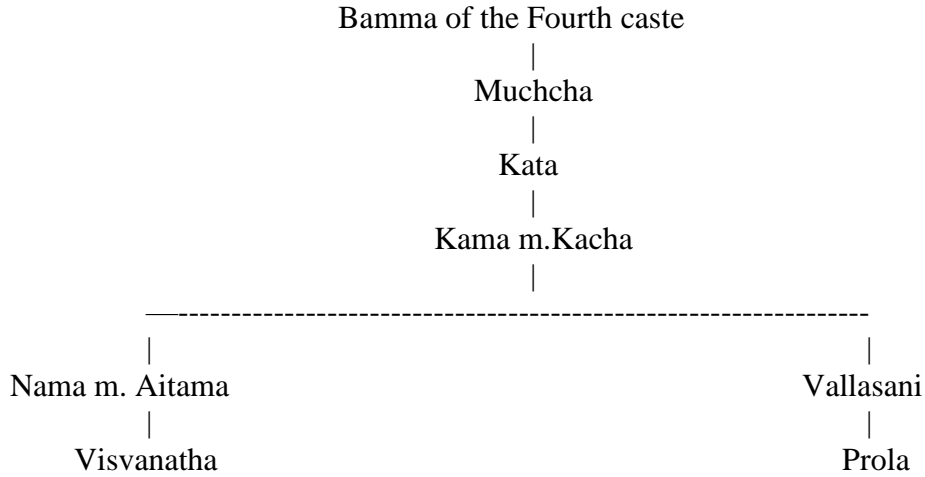 Bamma of the Fourth caste
Muchcha
Kata
Kama m.Kacha
Nama m. Aitama Vallasani
Visvanatha Prola